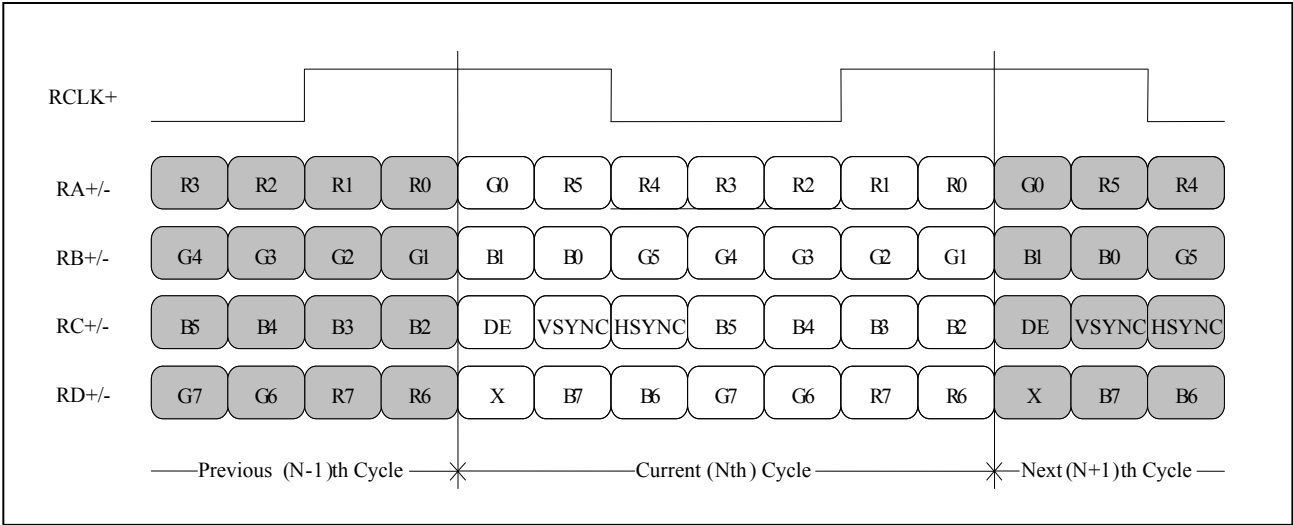 RCLK+
RA+/- R3 R2 R1 R0 G0 R5 R4 R3 R2 R1 R0 G0 R5 R4
RB+/- G4 G3 G2 G1 B1 B0 G5 G4 G3 G2 G1 B1 B0 G5
RC+/- B5 B4 B3 B2 DE VSYNC HSYNC B5 B4 B3 B2 DE VSYNC HSYNC
RD+/- G7 G6 R7 R6 X B7 B6 G7 G6 R7 R6 X B7 B6
Previous (N-1)th Cycle Current (Nth) Cycle Next (N+1)th Cycle